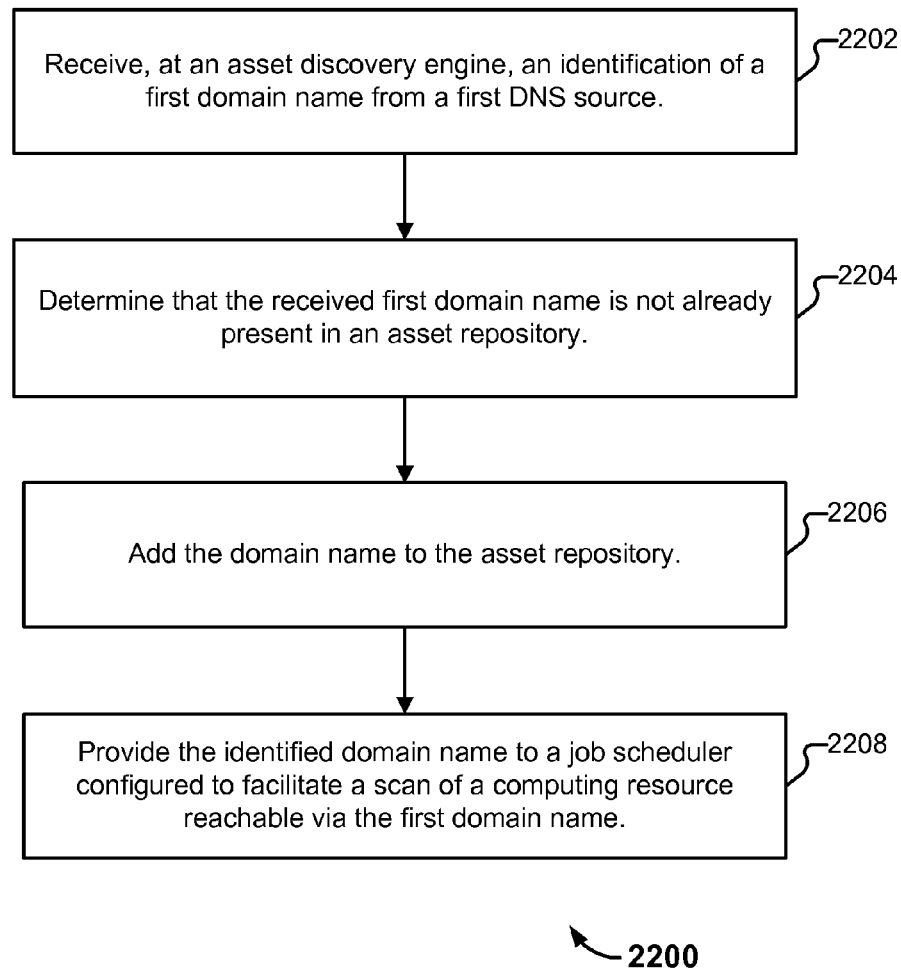 Receive, at an asset discovery engine, an identification of a
first domain name from a first DNS source.
2202
Determine that the received first domain name is not already
present in an asset repository.
2204
Add the domain name to the asset repository.
2206
Provide the identified domain name to a job scheduler
configured to facilitate a scan of a computing resource
reachable via the first domain name.
2208
2200